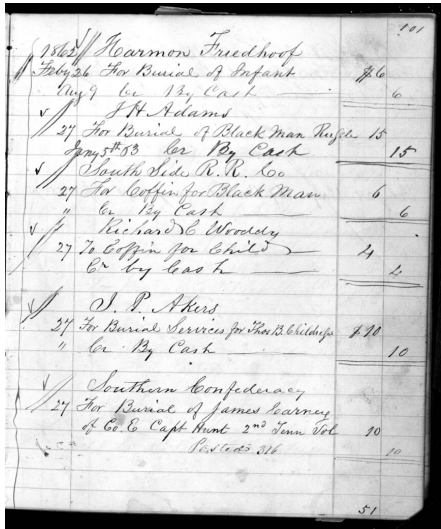 101
1862 Harmon Friedhoof
Feby 26 For Burial of Infant $6
Aug 9 Cr By Cash 6
J H Adams
27 For Burial of Black Man 15
Jany 5th 63 Cr By Cash 15
South Side R. R. Co
27 For Coffin for Black Man 6
" Cr By Cash 6
Richard C Wooddy
27 To Coffin for Child 4
Cr by Cash 4
J. P. Akers
27 For Burial Services for Thos B. $10
" Cr By Cash 10
Southern Confederacy
27 For Burial of James Carney
of Co. E Capt Hunt 2nd Tenn Vol 10
Posted 316 10
51